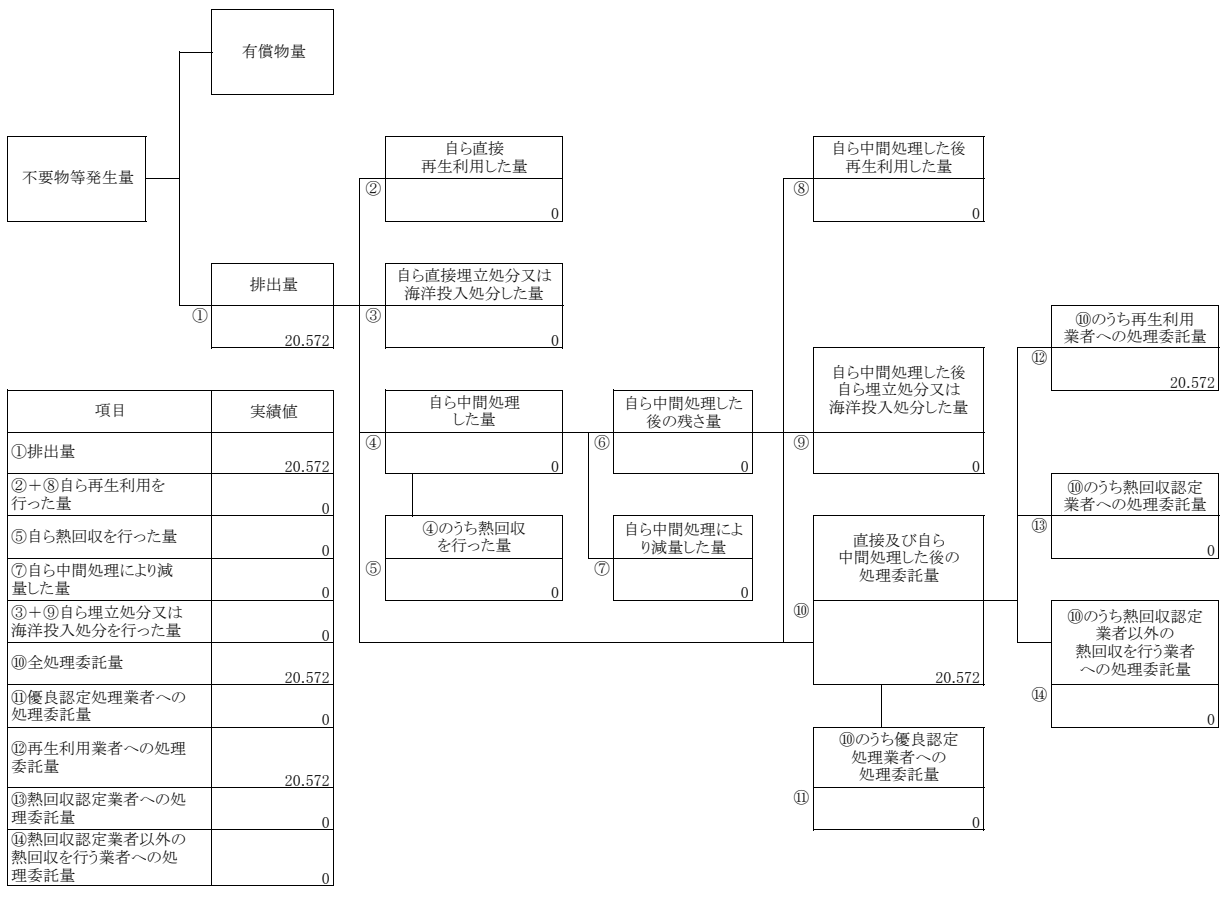 有償物量
不要物等発生量
排出量
①
20.572
自ら直接
再生利用した量
②
0
自ら直接埋立処分又は
海洋投入処分した量
③
0
自ら中間処理
した量
④
0
④のうち熱回収
を行った量
⑤
0
自ら中間処理した
後の残さ量
⑥
0
自ら中間処理によ
り減量した量
⑦
0
自ら中間処理した後
再生利用した量
⑧
0
自ら中間処理した後
自ら埋立処分又は
海洋投入処分した量
⑨
0
直接及び自ら
中間処理した後の
処理委託量
⑩
20.572
⑩のうち優良認定
処理業者への
処理委託量
⑪
0
⑩のうち再生利用
業者への処理委託量
⑫
20.572
⑩のうち熱回収認定
業者への処理委託量
⑬
0
⑩のうち熱回収認定
業者以外の
熱回収を行う業者
への処理委託量
⑭
0
項目 実績値
①排出量
20.572
②＋⑧自ら再生利用を
行った量
0
⑤自ら熱回収を行った量
0
⑦自ら中間処理により減
量した量
0
③＋⑨自ら埋立処分又は
海洋投入処分を行った量
0
⑩全処理委託量
20.572
⑪優良認定処理業者への
処理委託量
0
⑫再生利用業者への処理
委託量
20.572
⑬熱回収認定業者への処
理委託量
0
⑭熱回収認定業者以外の
熱回収を行う業者への処
理委託量
0